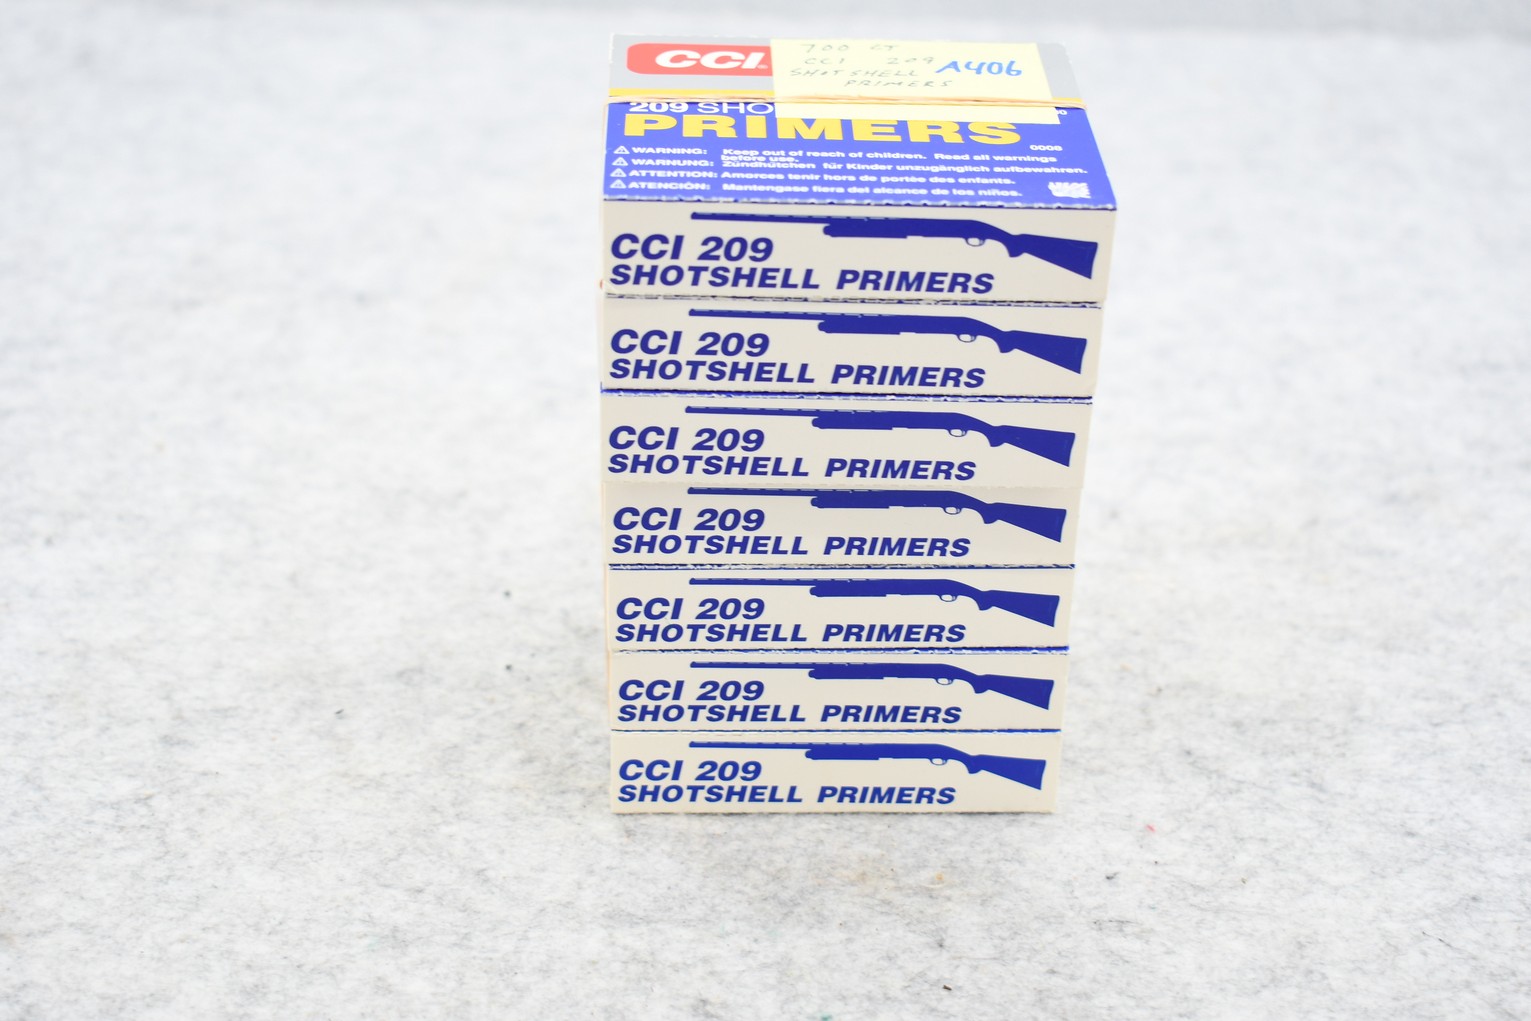 CCI
700 CT
CCI 209
SHOTSHELL
PRIMERS
A406
209 SHO
PRIMERS
0008
⚠ WARNING: Keep out of reach of children. Read all warnings
before use.
⚠ WARNUNG: Zündhütchen für Kinder unzugänglich aufbewahren.
⚠ ATTENTION: Amorces tenir hors de portée des enfants.
⚠ ATENCIÓN: Mantengase fiera del alcance de los niños.
CCI 209
SHOTSHELL PRIMERS
CCI 209
SHOTSHELL PRIMERS
CCI 209
SHOTSHELL PRIMERS
CCI 209
SHOTSHELL PRIMERS
CCI 209
SHOTSHELL PRIMERS
CCI 209
SHOTSHELL PRIMERS
CCI 209
SHOTSHELL PRIMERS